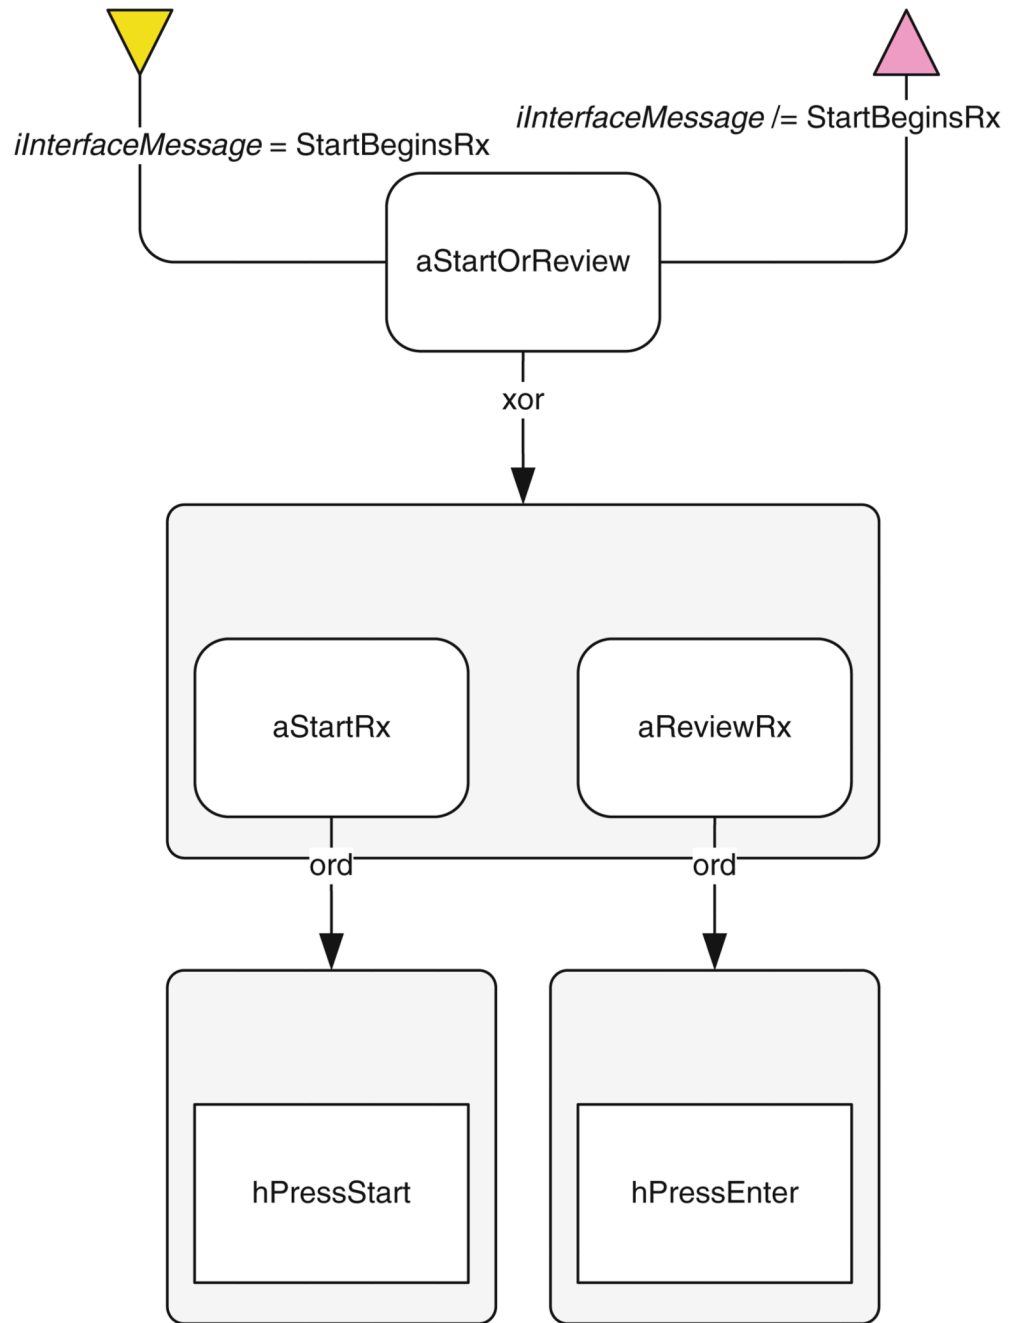 iInterfaceMessage /= StartBeginsRx
iInterfaceMessage = StartBeginsRx
aStartOrReview
xor
aStartRx
aReviewRx
ord
ord
hPressStart
hPressEnter